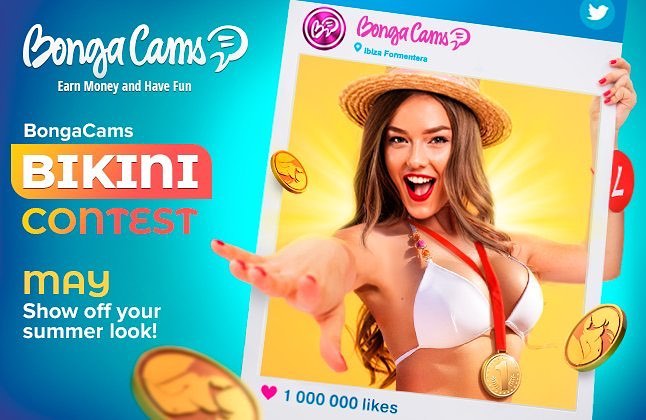 BongaCams
Earn Money and Have Fun
BongaCams
BIKINI
CONTEST
MAY
Show off your
summer look!
BongaCams
Ibiza Formentera
L
1
1 000 000 likes